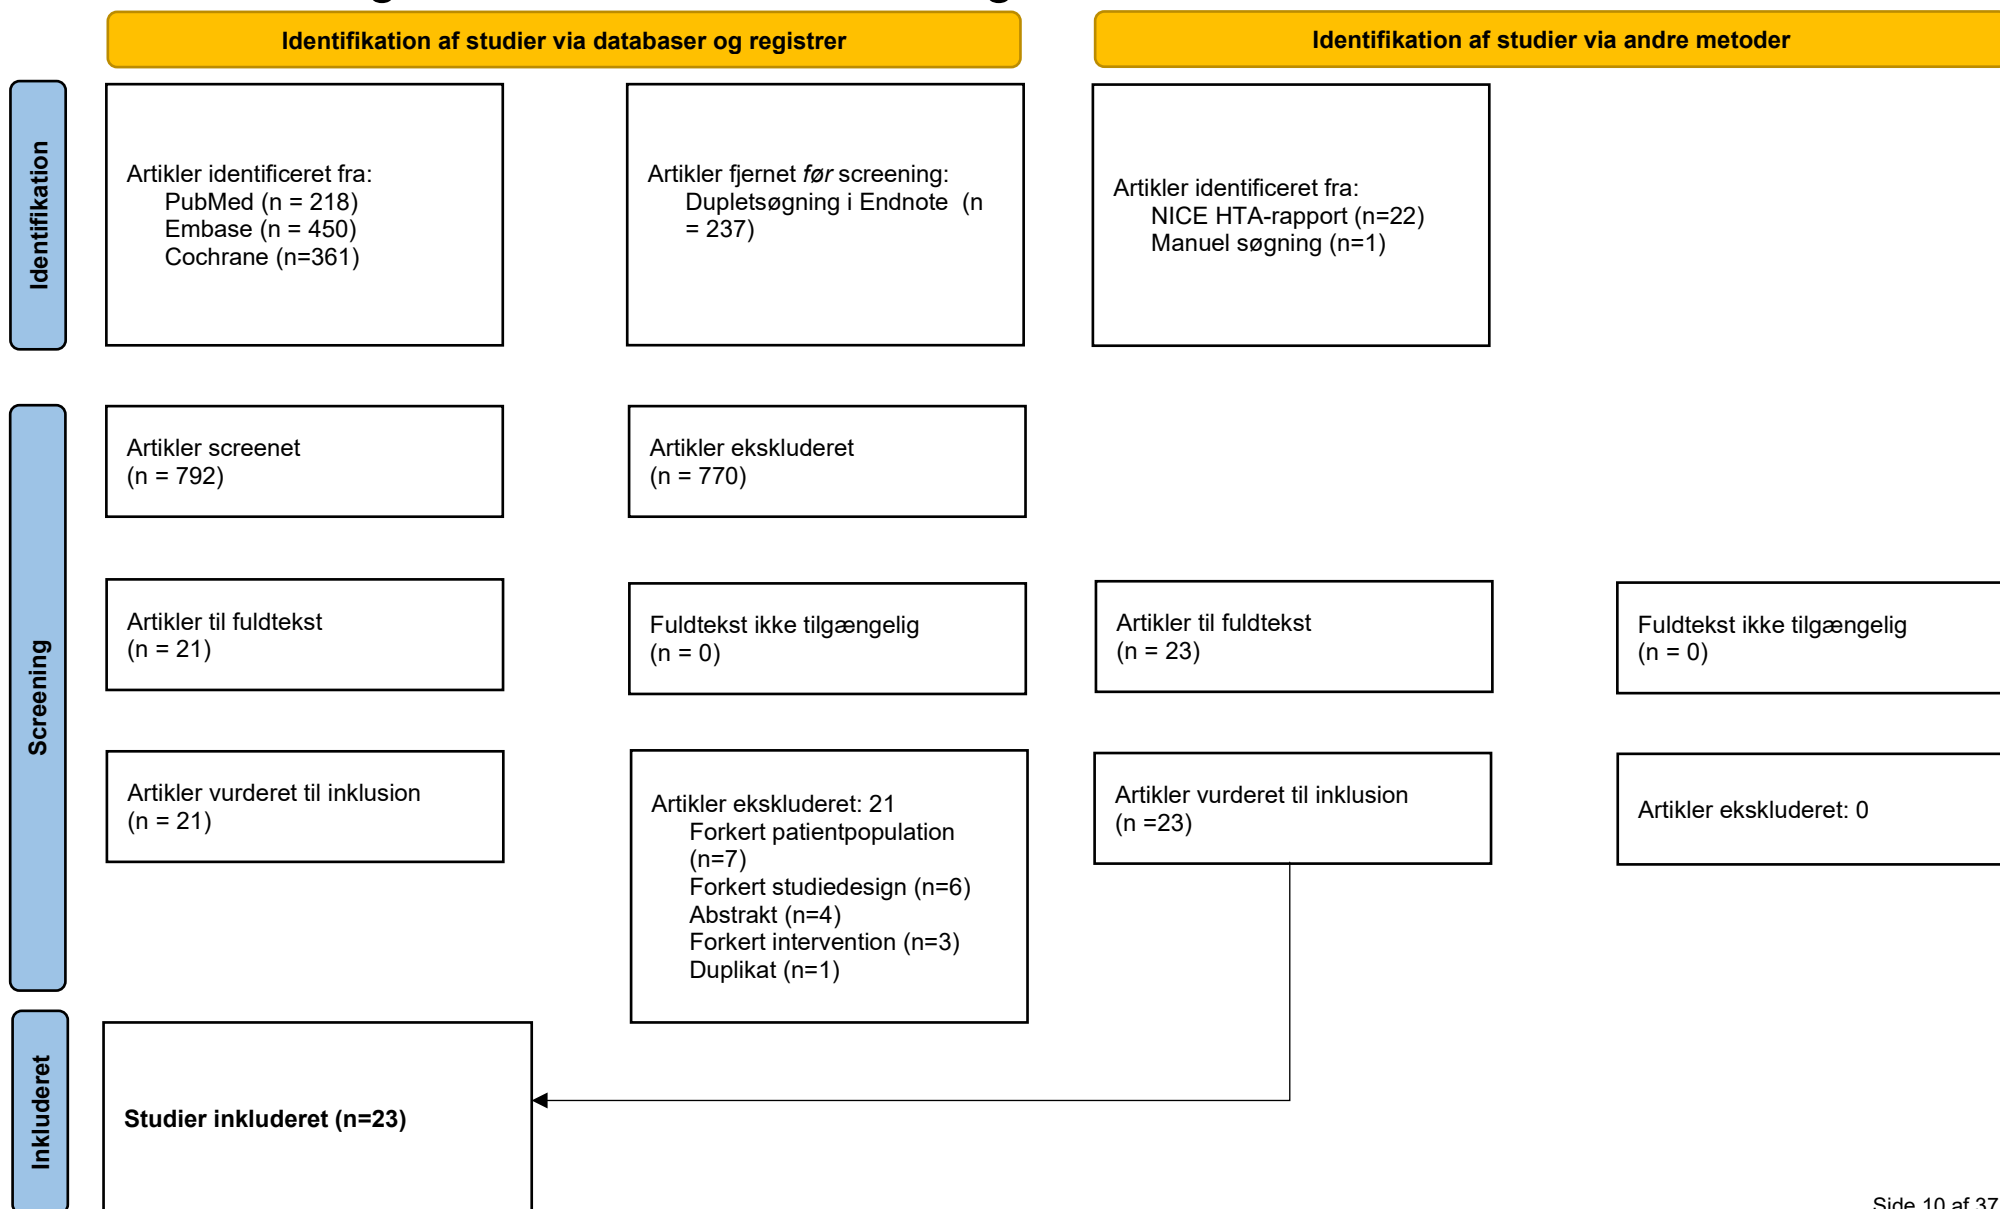 Identifikation af studier via databaser og registrer
Identifikation af studier via andre metoder
Identifikation
Artikler identificeret fra:
PubMed (n = 218)
Embase (n = 450)
Cochrane (n=361)
Artikler fjernet før screening:
Dupletsøgning i Endnote  (n
= 237)
Artikler identificeret fra:
NICE HTA-rapport (n=22)
Manuel søgning (n=1)
Screening
Artikler screenet
(n = 792)
Artikler ekskluderet
(n = 770)
Artikler til fuldtekst
(n = 21)
Fuldtekst ikke tilgængelig
(n = 0)
Artikler til fuldtekst
(n = 23)
Fuldtekst ikke tilgængelig
(n = 0)
Artikler vurderet til inklusion
(n = 21)
Artikler ekskluderet: 21
Forkert patientpopulation
(n=7)
Forkert studiedesign (n=6)
Abstrakt (n=4)
Forkert intervention (n=3)
Duplikat (n=1)
Artikler vurderet til inklusion
(n =23)
Artikler ekskluderet: 0
Inkluderet
Studier inkluderet (n=23)
Side 10 af 37